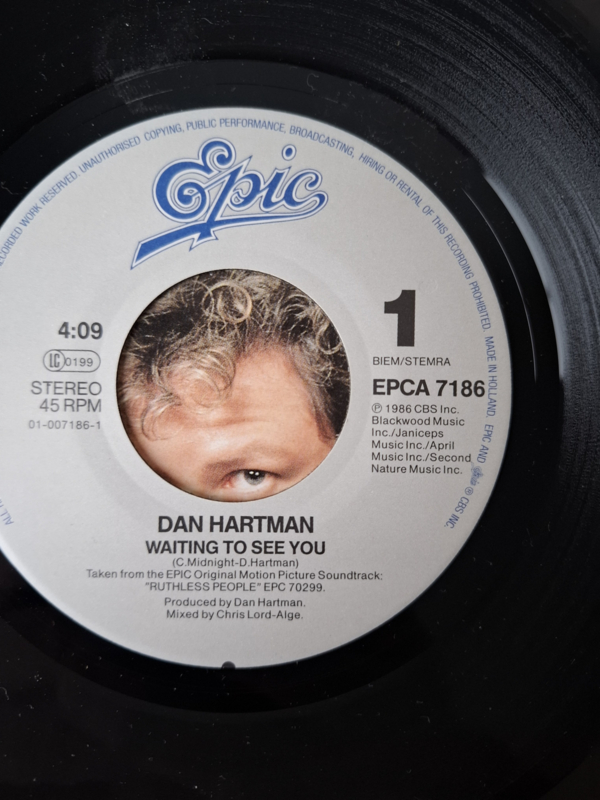 RECORDED WORK RESERVED. UNAUTHORISED COPYING, PUBLIC PERFORMANCE, BROADCASTING, HIRING OR RENTAL OF THIS RECORDING PROHIBITED. MADE IN HOLLAND. EPIC AND ® CBS INC.
Epic
1
4:09
LC 0199
BIEM/STEMRA
STEREO
45 RPM
01-007186-1
EPCA 7186
℗ 1986 CBS Inc.
Blackwood Music
Inc./Janiceps
Music Inc./April
Music Inc./Second
Nature Music Inc.
DAN HARTMAN
WAITING TO SEE YOU
(C.Midnight-D.Hartman)
Taken from the EPIC Original Motion Picture Soundtrack:
"RUTHLESS PEOPLE" EPC 70299.
Produced by Dan Hartman.
Mixed by Chris Lord-Alge.